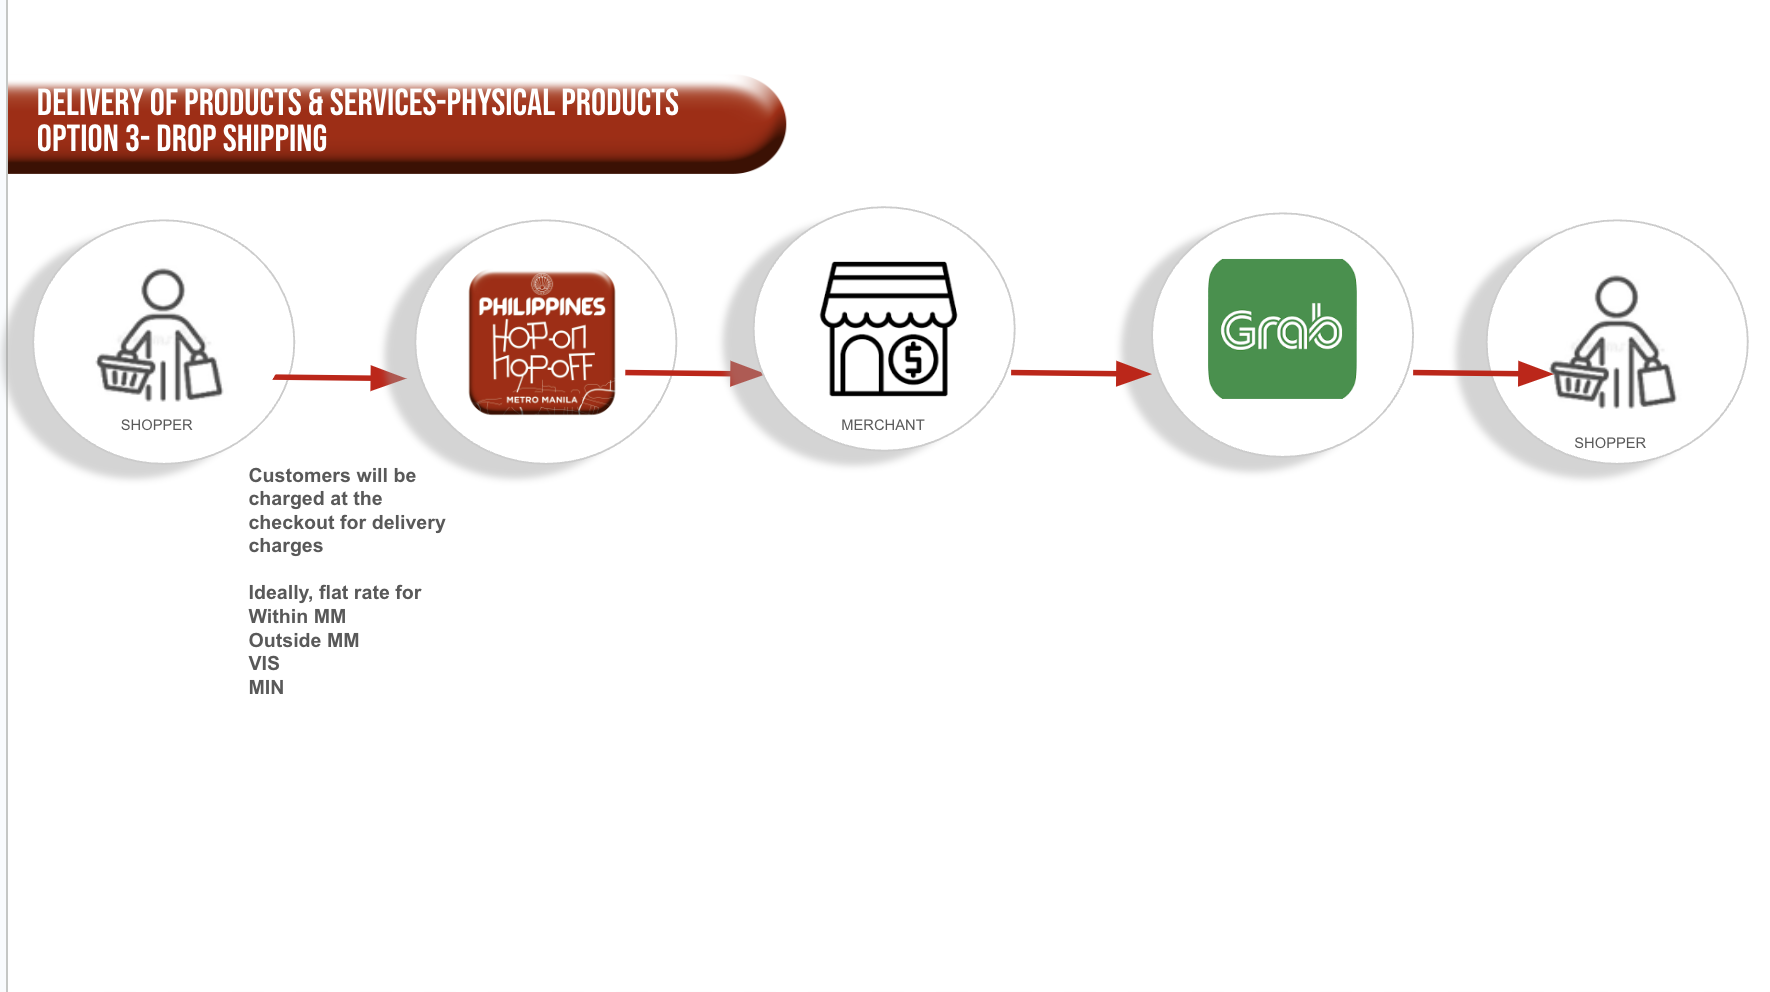 DELIVERY OF PRODUCTS & SERVICES-PHYSICAL PRODUCTS
OPTION 3- DROP SHIPPING
SHOPPER
PHILIPPINES
HOP-ON
HOP-OFF
METRO MANILA
MERCHANT
$
Grab
SHOPPER
Customers will be
charged at the
checkout for delivery
charges
Ideally, flat rate for
Within MM
Outside MM
VIS
MIN